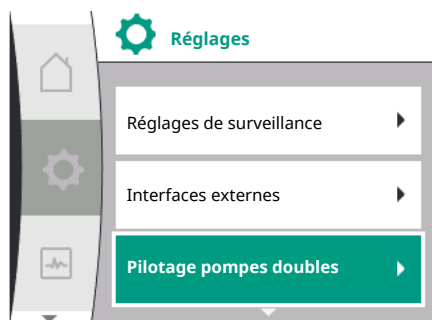 Réglages
Réglages de surveillance
Interfaces externes
Pilotage pompes doubles